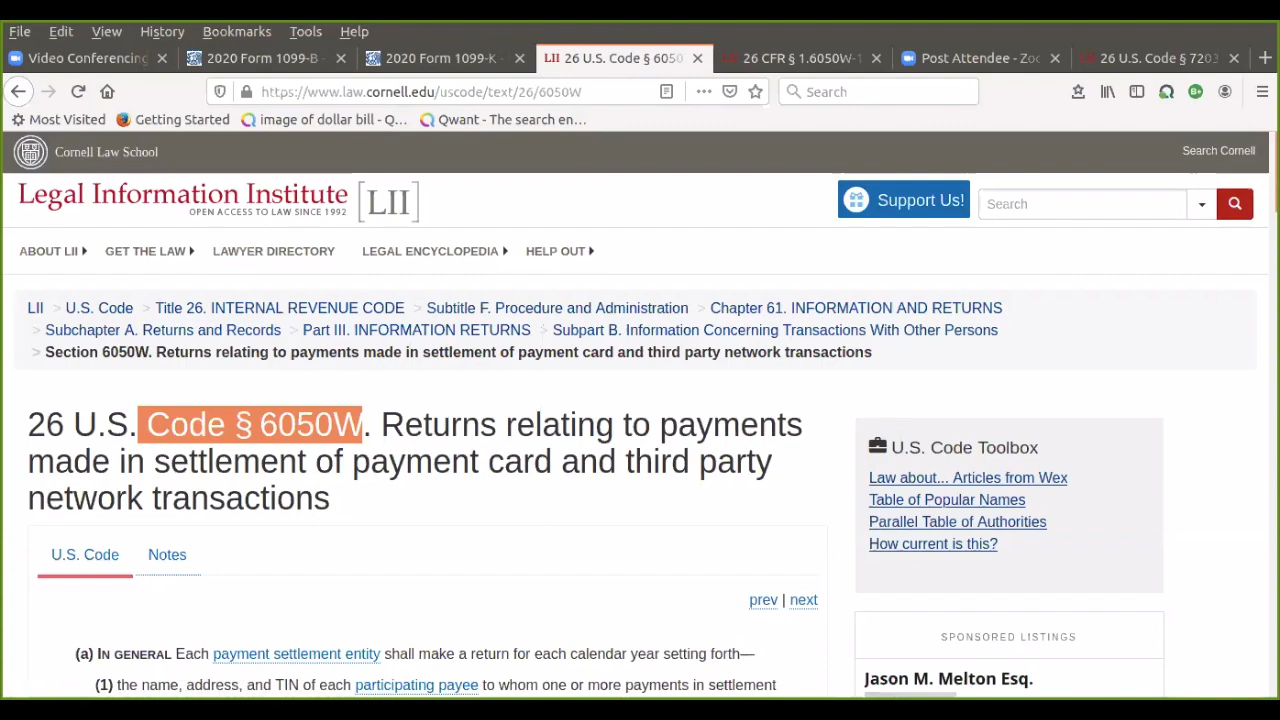 File Edit View History Bookmarks Tools Help
Video Conferencing 2020 Form 1099-B - 2020 Form 1099-K - LII 26 U.S. Code § 6050 LII 26 CFR § 1.6050W-1 Post Attendee - Zoo LII 26 U.S. Code § 7203
https://www.law.cornell.edu/uscode/text/26/6050W Search
Most Visited Getting Started image of dollar bill - Q... Qwant - The search en...
Cornell Law School Search Cornell
Legal Information Institute [LII]
OPEN ACCESS TO LAW SINCE 1992
Support Us! Search
ABOUT LII GET THE LAW LAWYER DIRECTORY LEGAL ENCYCLOPEDIA HELP OUT
LII > U.S. Code > Title 26. INTERNAL REVENUE CODE > Subtitle F. Procedure and Administration > Chapter 61. INFORMATION AND RETURNS
> Subchapter A. Returns and Records > Part III. INFORMATION RETURNS > Subpart B. Information Concerning Transactions With Other Persons
> Section 6050W. Returns relating to payments made in settlement of payment card and third party network transactions
26 U.S. Code § 6050W. Returns relating to payments
made in settlement of payment card and third party
network transactions
U.S. Code Notes
prev | next
(a) IN GENERAL Each payment settlement entity shall make a return for each calendar year setting forth—
(1) the name, address, and TIN of each participating payee to whom one or more payments in settlement
U.S. Code Toolbox
Law about... Articles from Wex
Table of Popular Names
Parallel Table of Authorities
How current is this?
SPONSORED LISTINGS
Jason M. Melton Esq.